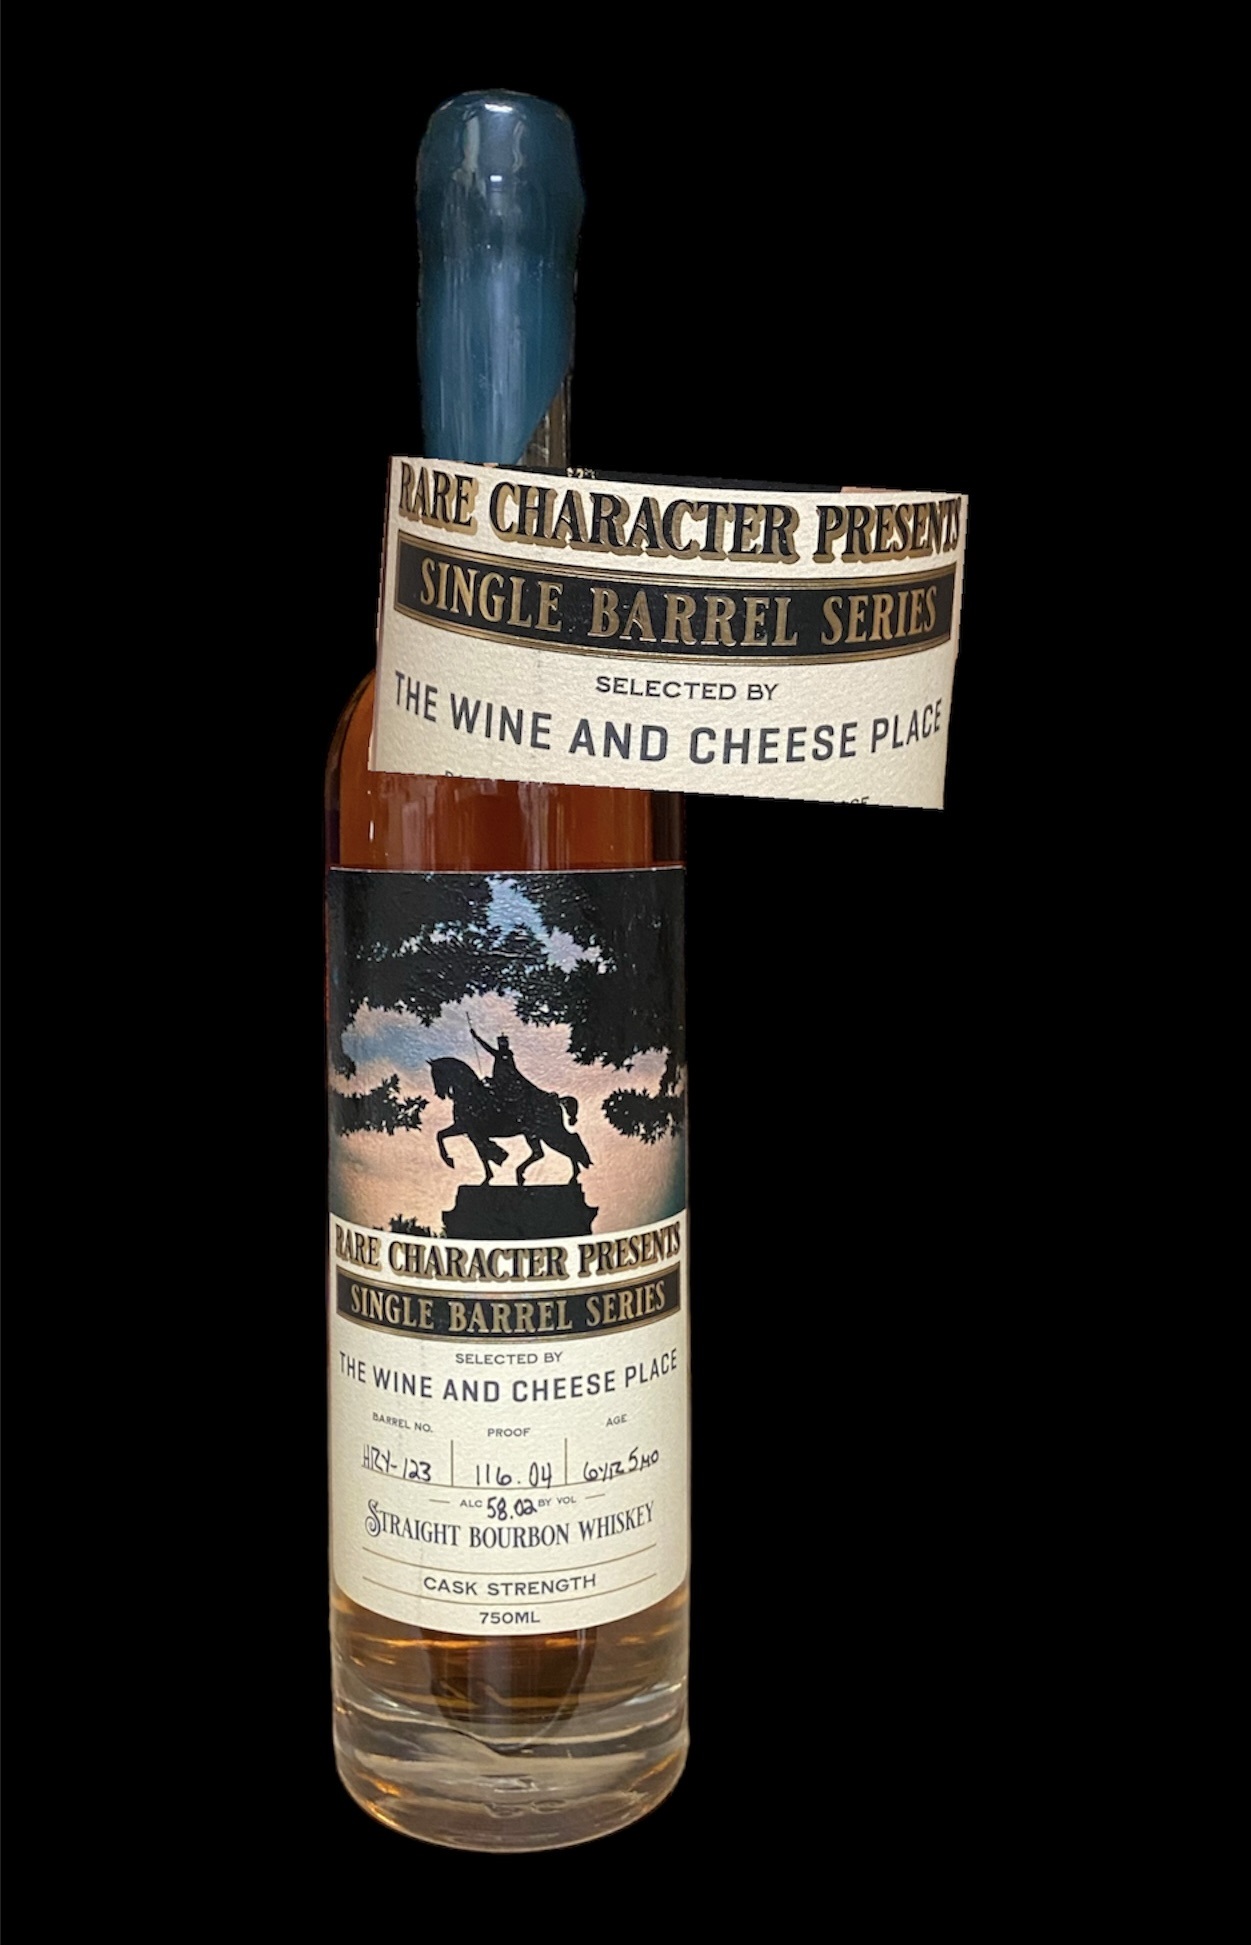 RARE CHARACTER PRESENTS
SINGLE BARREL SERIES
SELECTED BY
THE WINE AND CHEESE PLACE
RARE CHARACTER PRESENTS
SINGLE BARREL SERIES
SELECTED BY
THE WINE AND CHEESE PLACE
BARREL NO. PROOF AGE
HRY-123 116.04 6YR 5MO
ALC 58.02 BY VOL
STRAIGHT BOURBON WHISKEY
CASK STRENGTH
750ML